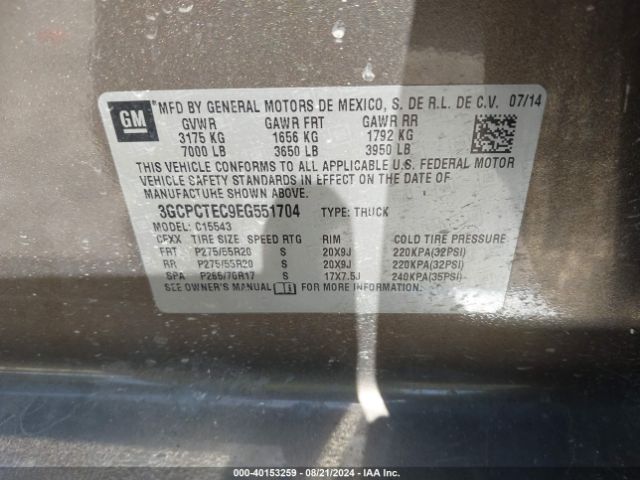 GM
MFD BY GENERAL MOTORS DE MEXICO, S. DE R.L. DE C.V. 07/14
GVWR GAWR FRT GAWR RR
3175 KG 1656 KG 1792 KG
7000 LB 3650 LB 3950 LB
THIS VEHICLE CONFORMS TO ALL APPLICABLE U.S. FEDERAL MOTOR
VEHICLE SAFETY STANDARDS IN EFFECT ON THE DATE OF
MANUFACTURE SHOWN ABOVE.
3GCPCTEC9EG551704 TYPE: TRUCK
MODEL: C15543
CFXX TIRE SIZE SPEED RTG RIM COLD TIRE PRESSURE
FRT P275/55R20 S 20X9J 220KPA(32PSI)
RR P275/55R20 S 20X9J 220KPA(32PSI)
SPA P265/70R17 S 17X7.5J 240KPA(35PSI)
SEE OWNER'S MANUAL FOR MORE INFORMATION.
000-40153259 - 08/21/2024 - IAA Inc.